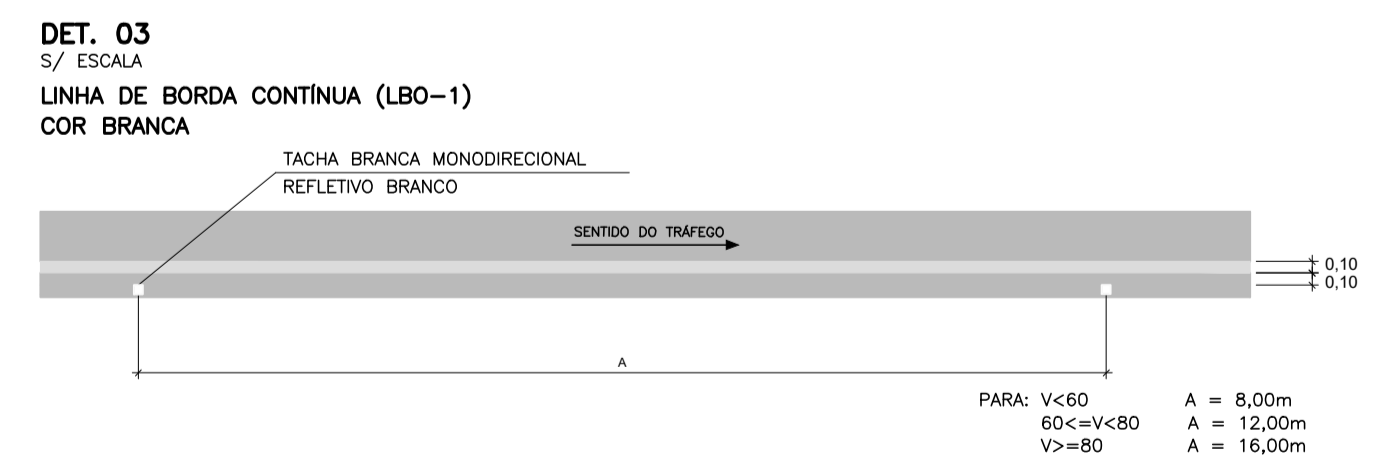 DET. 03
S/ ESCALA
LINHA DE BORDA CONTÍNUA (LBO-1)
COR BRANCA
TACHA BRANCA MONODIRECIONAL
REFLETIVO BRANCO
SENTIDO DO TRÁFEGO
0,10
0,10
A
PARA: V<60 A = 8,00m
60<=V<80 A = 12,00m
V>=80 A = 16,00m